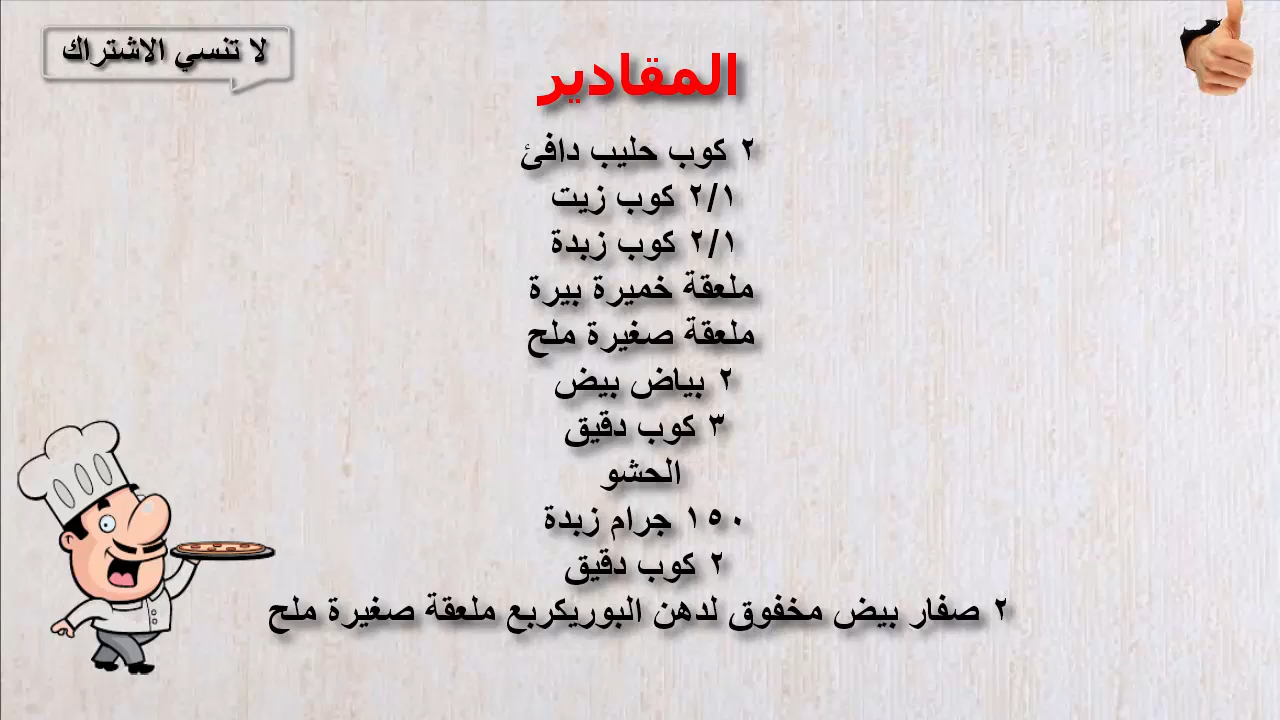 لا تنسي الاشتراك
المقادير
٢ كوب حليب دافئ
٢/١ كوب زيت
٢/١ كوب زبدة
ملعقة خميرة بيرة
ملعقة صغيرة ملح
٢ بياض بيض
٣ كوب دقيق
الحشو
١٥٠ جرام زبدة
٢ كوب دقيق
٢ صفار بيض مخفوق لدهن البوريكربع ملعقة صغيرة ملح